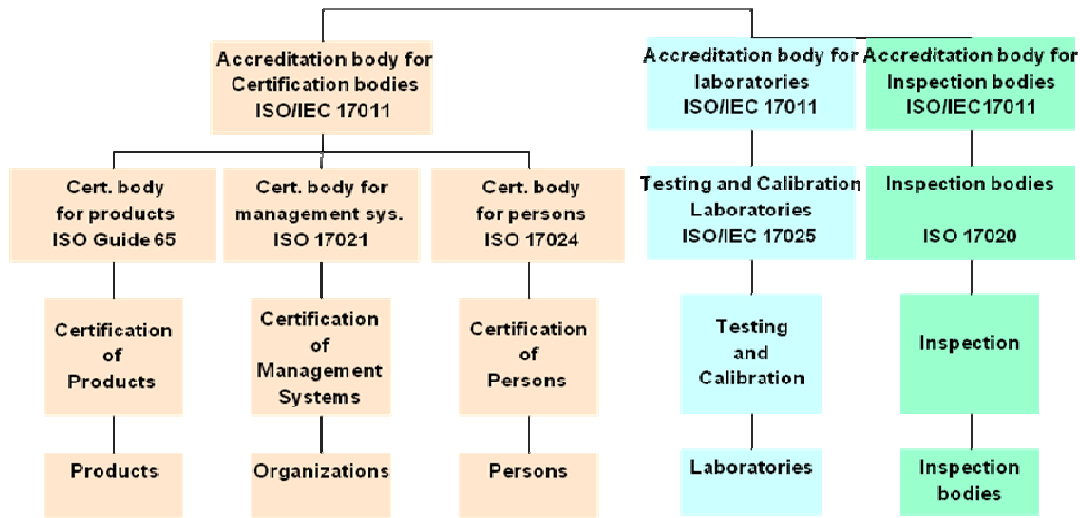 Accreditation body for
Certification bodies
ISO/IEC 17011
Accreditation body for
laboratories
ISO/IEC 17011
Accreditation body for
Inspection bodies
ISO/IEC17011
Cert. body
for products
ISO Guide 65
Cert. body for
management sys.
ISO 17021
Cert. body
for persons
ISO 17024
Testing and Calibration
Laboratories
ISO/IEC 17025
Inspection bodies
ISO 17020
Certification
of
Products
Certification
of
Management
Systems
Certification
of
Persons
Testing
and
Calibration
Inspection
Products
Organizations
Persons
Laboratories
Inspection
bodies